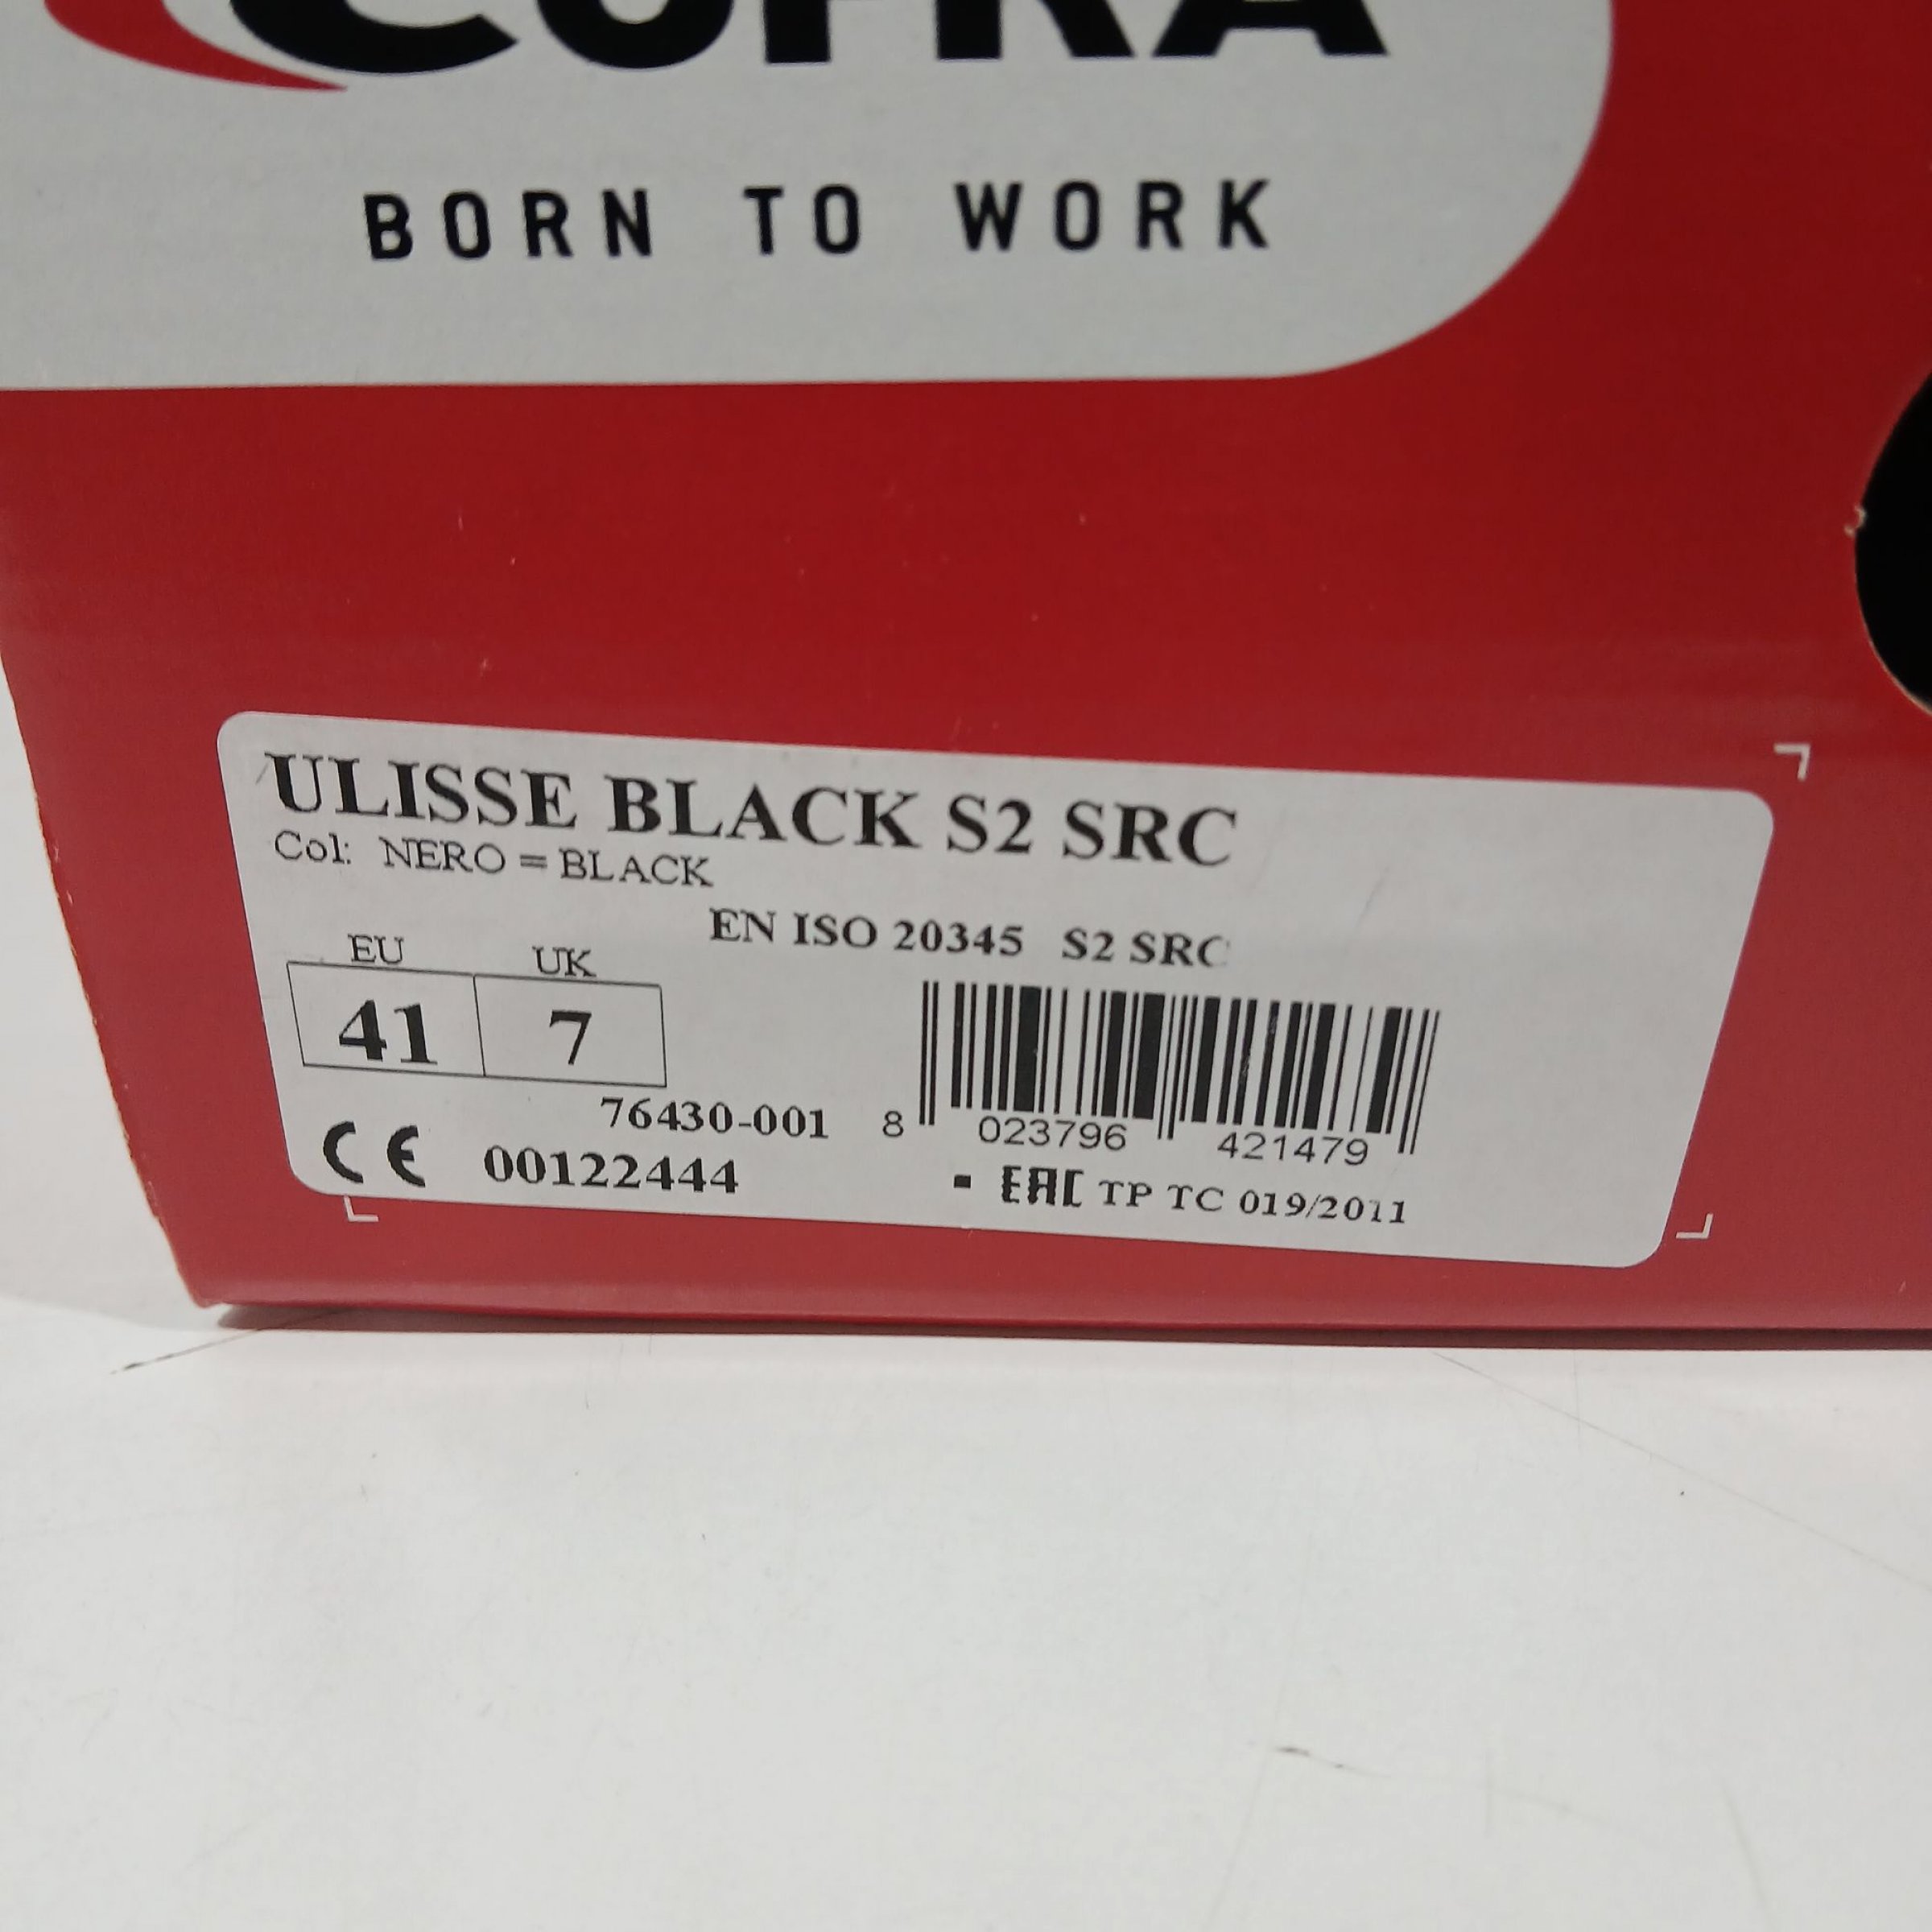 COFRA
BORN TO WORK
ULISSE BLACK S2 SRC
Col: NERO = BLACK
EN ISO 20345 S2 SRC
EU UK
41 7
76430-001
8 023796 421479
CE 00122444
- EAC TP TC 019/2011